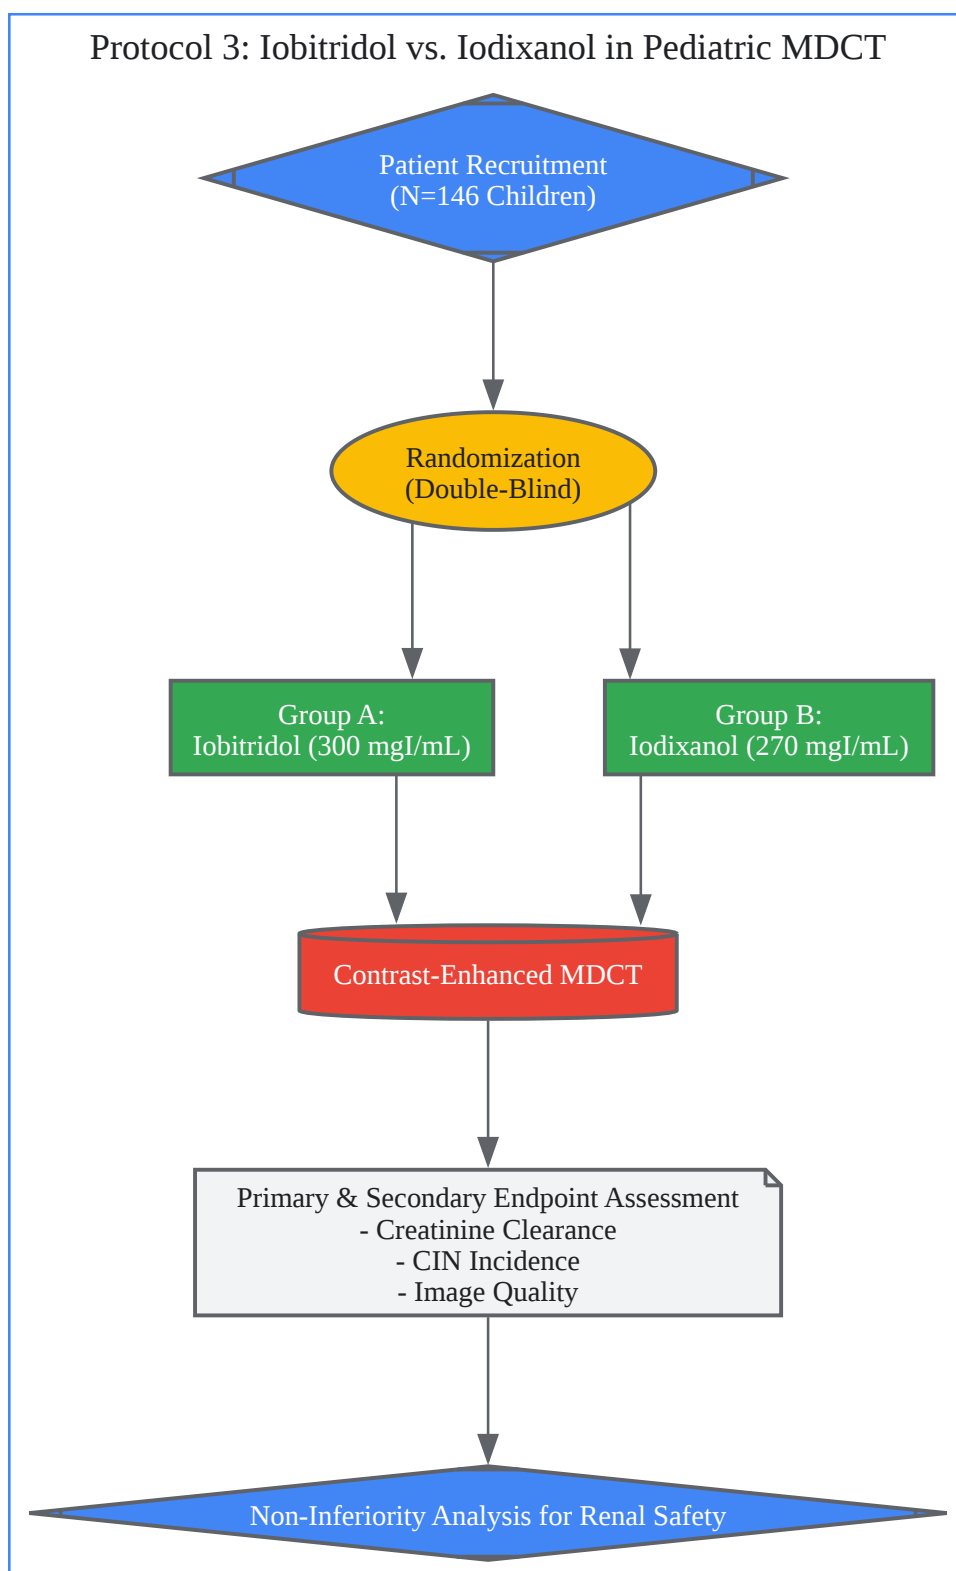 Protocol 3: Iobitridol vs. Iodixanol in Pediatric MDCT
Patient Recruitment
(N=146 Children)
Randomization
(Double-Blind)
Group A:
Iobitridol (300 mgI/mL)
Group B:
Iodixanol (270 mgI/mL)
Contrast-Enhanced MDCT
Primary & Secondary Endpoint Assessment
- Creatinine Clearance
- CIN Incidence
- Image Quality
Non-Inferiority Analysis for Renal Safety